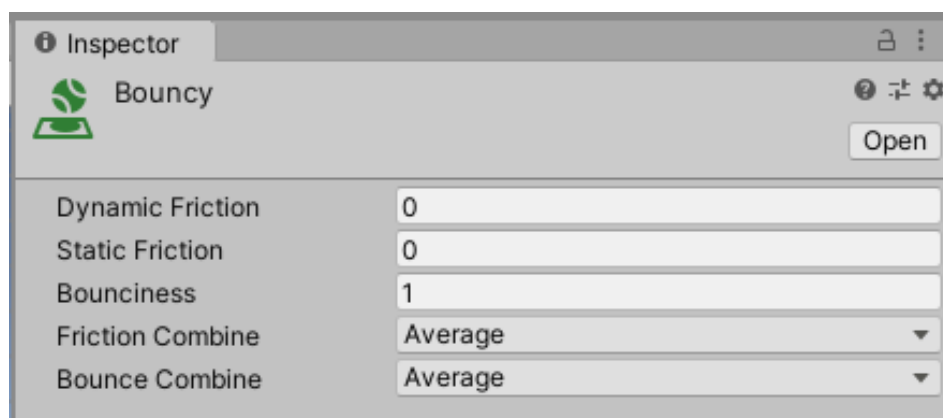 Inspector
Bouncy
Open
Dynamic Friction 0
Static Friction 0
Bounciness 1
Friction Combine Average
Bounce Combine Average